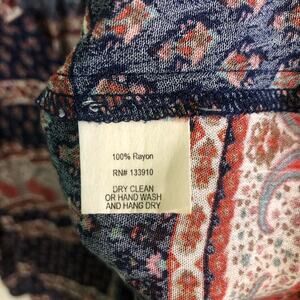 100% Rayon
RN# 133910
DRY CLEAN
OR HAND WASH
AND HANG DRY